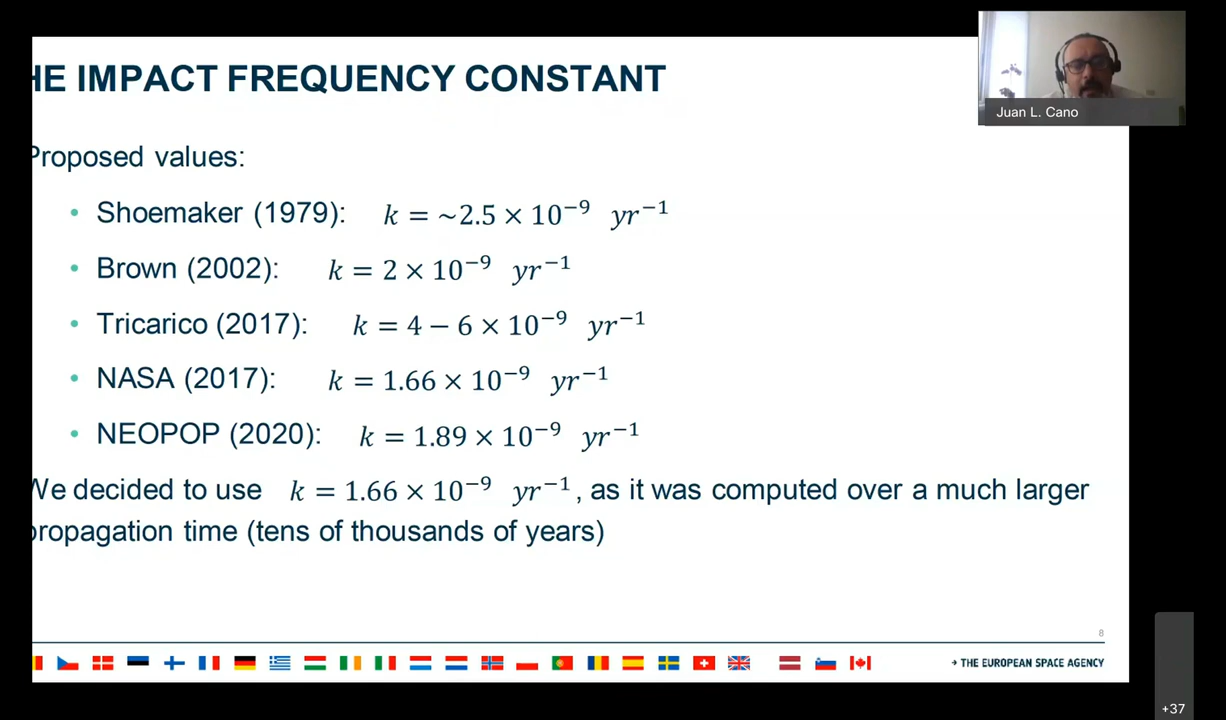 HE IMPACT FREQUENCY CONSTANT
Juan L. Cano
Proposed values:
• Shoemaker (1979): k = ~2.5 × 10⁻⁹ yr⁻¹
• Brown (2002): k = 2 × 10⁻⁹ yr⁻¹
• Tricarico (2017): k = 4 − 6 × 10⁻⁹ yr⁻¹
• NASA (2017): k = 1.66 × 10⁻⁹ yr⁻¹
• NEOPOP (2020): k = 1.89 × 10⁻⁹ yr⁻¹
We decided to use k = 1.66 × 10⁻⁹ yr⁻¹, as it was computed over a much larger
propagation time (tens of thousands of years)
8
→ THE EUROPEAN SPACE AGENCY
+37